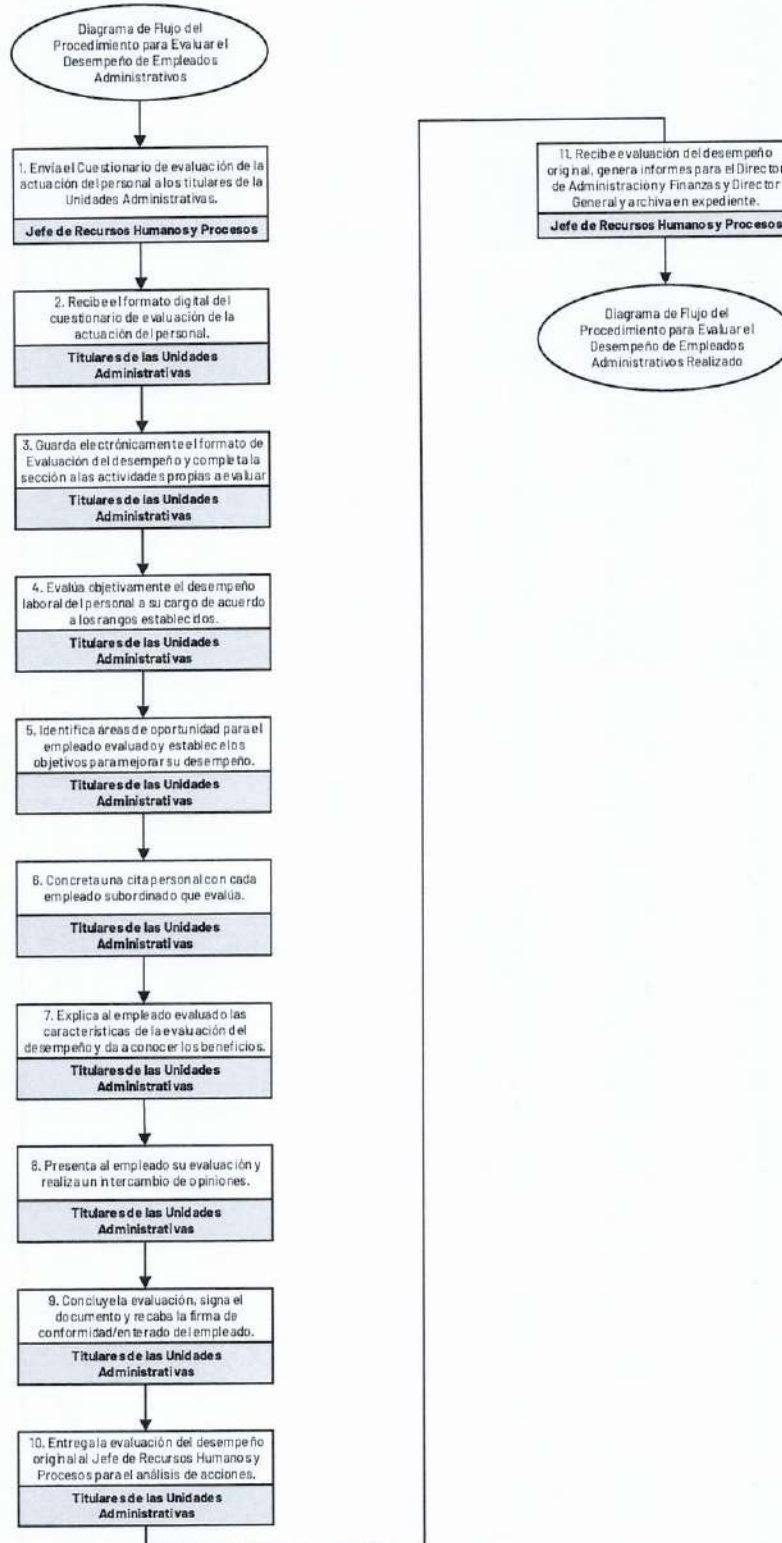 Diagrama de Flujo del
Procedimiento para Evaluar el
Desempeño de Empleados
Administrativos
1. Envía el Cuestionario de evaluación de la
actuación del personal a los titulares de la
Unidades Administrativas.
Jefe de Recursos Humanos y Procesos
2. Recibe el formato digital del
cuestionario de evaluación de la
actuación del personal.
Titulares de las Unidades
Administrativas
3. Guarda electrónicamente el formato de
Evaluación del desempeño y completa la
sección a las actividades propias a evaluar
Titulares de las Unidades
Administrativas
4. Evalúa objetivamente el desempeño
laboral del personal a su cargo de acuerdo
a los rangos establecidos.
Titulares de las Unidades
Administrativas
5. Identifica áreas de oportunidad para el
empleado evaluado y establece los
objetivos para mejorar su desempeño.
Titulares de las Unidades
Administrativas
6. Concreta una cita personal con cada
empleado subordinado que evalúa.
Titulares de las Unidades
Administrativas
7. Explica al empleado evaluado las
características de la evaluación del
desempeño y da a conocer los beneficios.
Titulares de las Unidades
Administrativas
8. Presenta al empleado su evaluación y
realiza un intercambio de opiniones.
Titulares de las Unidades
Administrativas
9. Concluye la evaluación, signa el
documento y recaba la firma de
conformidad/enterado del empleado.
Titulares de las Unidades
Administrativas
10. Entrega la evaluación del desempeño
original al Jefe de Recursos Humanos y
Procesos para el análisis de acciones.
Titulares de las Unidades
Administrativas
11. Recibe evaluación del desempeño
original, genera informes para el Director
de Administración y Finanzas y Director
General y archiva en expediente.
Jefe de Recursos Humanos y Procesos
Diagrama de Flujo del
Procedimiento para Evaluar el
Desempeño de Empleados
Administrativos Realizado